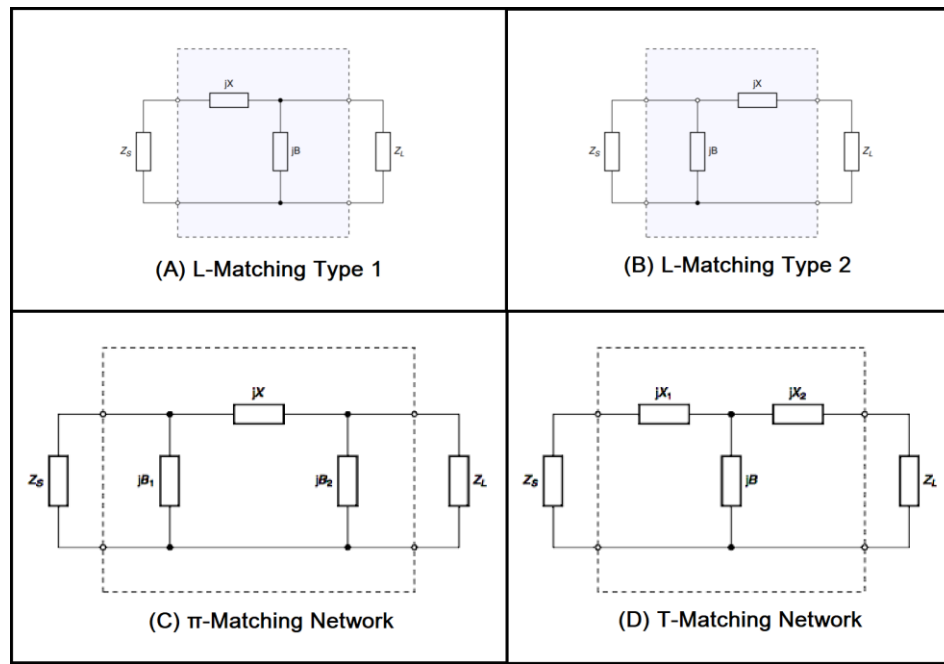 jX
Z_S
jB
Z_L
(A) L-Matching Type 1
jX
Z_S
jB
Z_L
(B) L-Matching Type 2
jX
Z_S
jB_1
jB_2
Z_L
(C) π-Matching Network
jX_1
jX_2
Z_S
jB
Z_L
(D) T-Matching Network